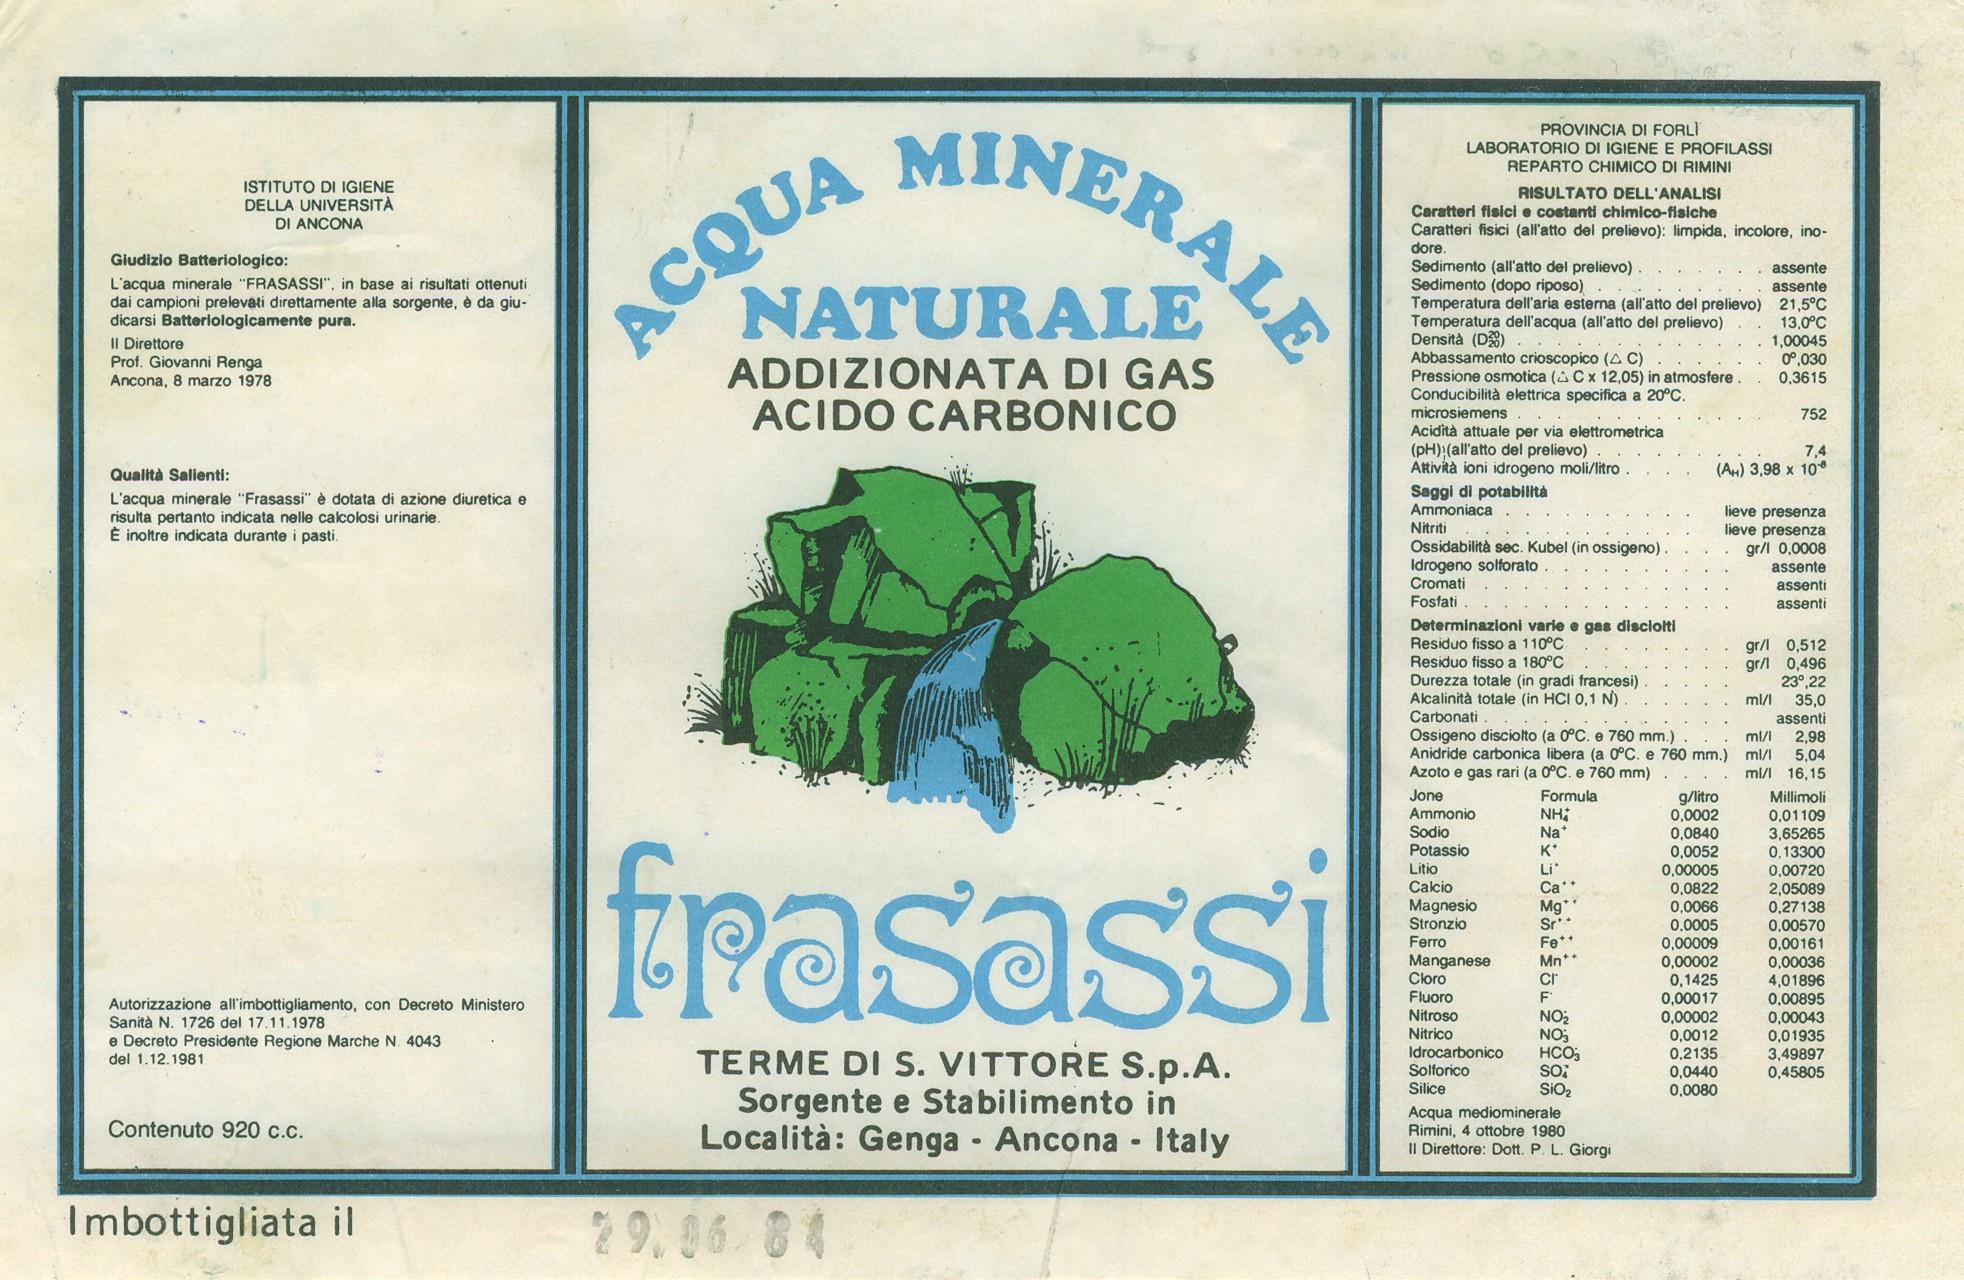 ISTITUTO DI IGIENE
DELLA UNIVERSITÀ
DI ANCONA
Giudizio Batteriologico:
L'acqua minerale "FRASASSI", in base ai risultati ottenuti
dai campioni prelevati direttamente alla sorgente, è da giu-
dicarsi Batteriologicamente pura.
Il Direttore
Prof. Giovanni Renga
Ancona, 8 marzo 1978
Qualità Salienti:
L'acqua minerale "Frasassi" è dotata di azione diuretica e
risulta pertanto indicata nelle calcolosi urinarie.
È inoltre indicata durante i pasti.
Autorizzazione all'imbottigliamento, con Decreto Ministero
Sanità N. 1726 del 17.11.1978
e Decreto Presidente Regione Marche N. 4043
del 1.12.1981
Contenuto 920 c.c.
ACQUA MINERALE
NATURALE
ADDIZIONATA DI GAS
ACIDO CARBONICO
frasassi
TERME DI S. VITTORE S.p.A.
Sorgente e Stabilimento in
Località: Genga - Ancona - Italy
PROVINCIA DI FORLÌ
LABORATORIO DI IGIENE E PROFILASSI
REPARTO CHIMICO DI RIMINI
RISULTATO DELL'ANALISI
Caratteri fisici e costanti chimico-fisiche
Caratteri fisici (all'atto del prelievo): limpida, incolore, ino-
dore.
Sedimento (all'atto del prelievo) . . . . . . . assente
Sedimento (dopo riposo) . . . . . . . . . assente
Temperatura dell'aria esterna (all'atto del prelievo) 21,5°C
Temperatura dell'acqua (all'atto del prelievo) . . 13,0°C
Densità (D20/20) . . . . . . . . . . . . . 1,00045
Abbassamento crioscopico (△ C) . . . . . . 0°,030
Pressione osmotica (△ C x 12,05) in atmosfere . . 0,3615
Conducibilità elettrica specifica a 20°C.
microsiemens . . . . . . . . . . . . . 752
Acidità attuale per via elettrometrica
(pH) (all'atto del prelievo) . . . . . . . . . 7,4
Attività ioni idrogeno moli/litro . . . . (A_H) 3,98 x 10⁻⁸
Saggi di potabilità
Ammoniaca . . . . . . . . . . lieve presenza
Nitriti . . . . . . . . . . . . lieve presenza
Ossidabilità sec. Kubel (in ossigeno) . . . . gr/l 0,0008
Idrogeno solforato . . . . . . . . . . . assente
Cromati . . . . . . . . . . . . . . assenti
Fosfati . . . . . . . . . . . . . . . assenti
Determinazioni varie e gas disciolti
Residuo fisso a 110°C . . . . . . . . gr/l 0,512
Residuo fisso a 180°C . . . . . . . . gr/l 0,496
Durezza totale (in gradi francesi) . . . . . 23°,22
Alcalinità totale (in HCl 0,1 N) . . . . . . ml/l 35,0
Carbonati . . . . . . . . . . . . . assenti
Ossigeno disciolto (a 0°C. e 760 mm.) . . . ml/l 2,98
Anidride carbonica libera (a 0°C. e 760 mm.) ml/l 5,04
Azoto e gas rari (a 0°C. e 760 mm) . . . . ml/l 16,15
Jone Formula g/litro Millimoli
Ammonio NH₄⁺ 0,0002 0,01109
Sodio Na⁺ 0,0840 3,65265
Potassio K⁺ 0,0052 0,13300
Litio Li⁺ 0,00005 0,00720
Calcio Ca⁺⁺ 0,0822 2,05089
Magnesio Mg⁺⁺ 0,0066 0,27138
Stronzio Sr⁺⁺ 0,0005 0,00570
Ferro Fe⁺⁺ 0,00009 0,00161
Manganese Mn⁺⁺ 0,00002 0,00036
Cloro Cl⁻ 0,1425 4,01896
Fluoro F⁻ 0,00017 0,00895
Nitroso NO₂⁻ 0,00002 0,00043
Nitrico NO₃⁻ 0,0012 0,01935
Idrocarbonico HCO₃⁻ 0,2135 3,49897
Solforico SO₄⁻ 0,0440 0,45805
Silice SiO₂ 0,0080
Acqua mediominerale
Rimini, 4 ottobre 1980
Il Direttore: Dott. P. L. Giorgi
Imbottigliata il 29.06 84